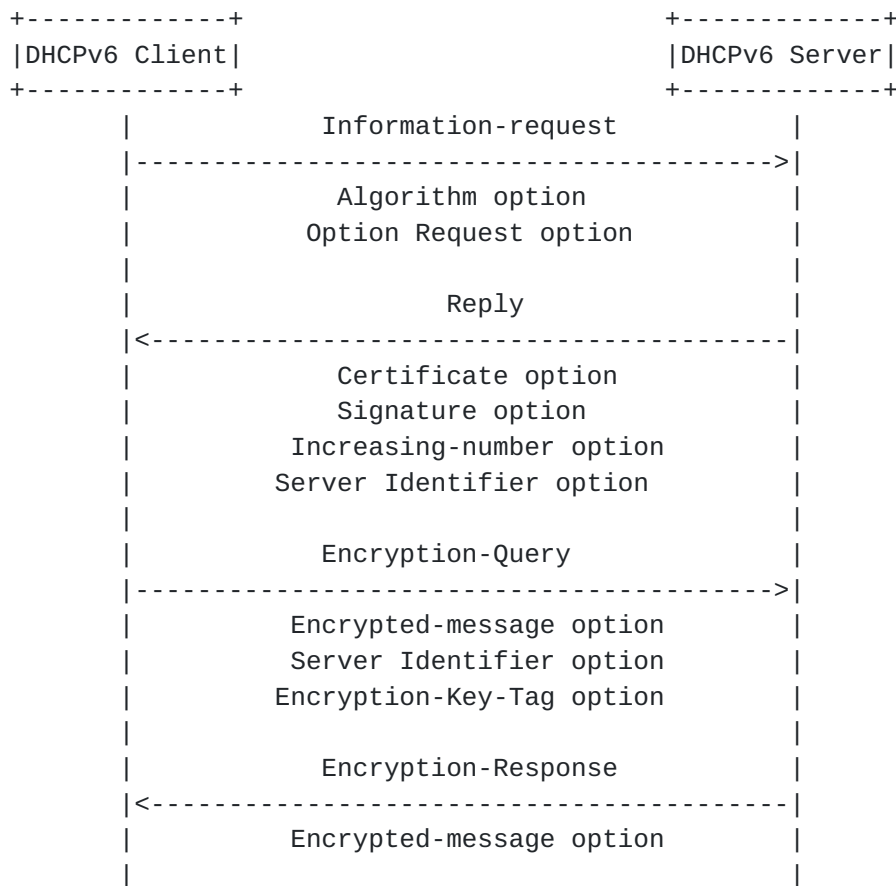 +-------------+ +-------------+
|DHCPv6 Client| |DHCPv6 Server|
+-------------+ +-------------+
| Information-request |
|----------------------------------------->|
| Algorithm option |
| Option Request option |
| |
| Reply |
|<-----------------------------------------|
| Certificate option |
| Signature option |
| Increasing-number option |
| Server Identifier option |
| |
| Encryption-Query |
|----------------------------------------->|
| Encrypted-message option |
| Server Identifier option |
| Encryption-Key-Tag option |
| |
| Encryption-Response |
|<-----------------------------------------|
| Encrypted-message option |
| |